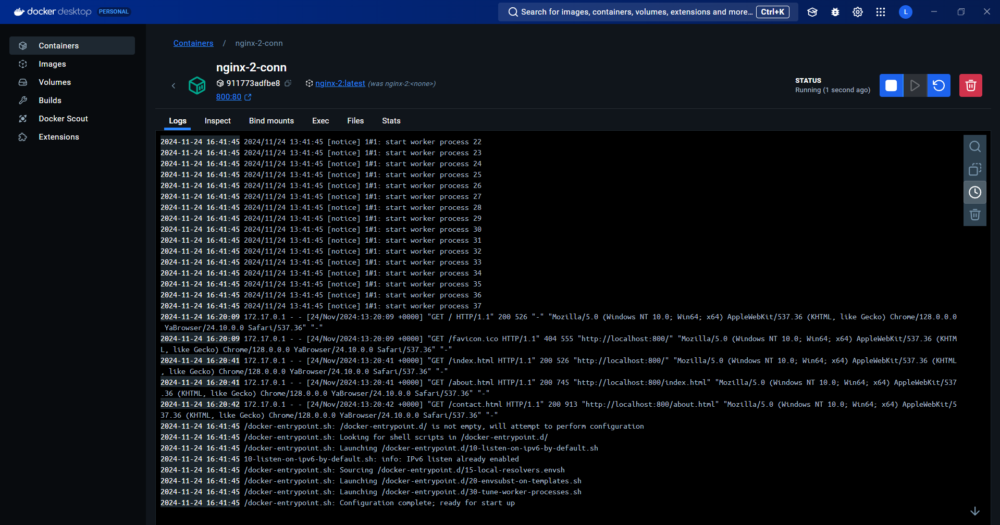 docker desktop PERSONAL
Search for images, containers, volumes, extensions and more... Ctrl+K
L
Containers
Images
Volumes
Builds
Docker Scout
Extensions
Containers / nginx-2-conn
nginx-2-conn
911773adfbe8 nginx-2:latest (was nginx-2:<none>)
800:80
STATUS
Running (1 second ago)
Logs Inspect Bind mounts Exec Files Stats
2024-11-24 16:41:45 2024/11/24 13:41:45 [notice] 1#1: start worker process 22
2024-11-24 16:41:45 2024/11/24 13:41:45 [notice] 1#1: start worker process 23
2024-11-24 16:41:45 2024/11/24 13:41:45 [notice] 1#1: start worker process 24
2024-11-24 16:41:45 2024/11/24 13:41:45 [notice] 1#1: start worker process 25
2024-11-24 16:41:45 2024/11/24 13:41:45 [notice] 1#1: start worker process 26
2024-11-24 16:41:45 2024/11/24 13:41:45 [notice] 1#1: start worker process 27
2024-11-24 16:41:45 2024/11/24 13:41:45 [notice] 1#1: start worker process 28
2024-11-24 16:41:45 2024/11/24 13:41:45 [notice] 1#1: start worker process 29
2024-11-24 16:41:45 2024/11/24 13:41:45 [notice] 1#1: start worker process 30
2024-11-24 16:41:45 2024/11/24 13:41:45 [notice] 1#1: start worker process 31
2024-11-24 16:41:45 2024/11/24 13:41:45 [notice] 1#1: start worker process 32
2024-11-24 16:41:45 2024/11/24 13:41:45 [notice] 1#1: start worker process 33
2024-11-24 16:41:45 2024/11/24 13:41:45 [notice] 1#1: start worker process 34
2024-11-24 16:41:45 2024/11/24 13:41:45 [notice] 1#1: start worker process 35
2024-11-24 16:41:45 2024/11/24 13:41:45 [notice] 1#1: start worker process 36
2024-11-24 16:41:45 2024/11/24 13:41:45 [notice] 1#1: start worker process 37
2024-11-24 16:20:09 172.17.0.1 - - [24/Nov/2024:13:20:09 +0000] "GET / HTTP/1.1" 200 526 "-" "Mozilla/5.0 (Windows NT 10.0; Win64; x64) AppleWebKit/537.36 (KHTML, like Gecko) Chrome/128.0.0.0
YaBrowser/24.10.0.0 Safari/537.36" "-"
2024-11-24 16:20:09 172.17.0.1 - - [24/Nov/2024:13:20:09 +0000] "GET /favicon.ico HTTP/1.1" 404 555 "http://localhost:800/" "Mozilla/5.0 (Windows NT 10.0; Win64; x64) AppleWebKit/537.36 (KHTM
L, like Gecko) Chrome/128.0.0.0 YaBrowser/24.10.0.0 Safari/537.36" "-"
2024-11-24 16:20:41 172.17.0.1 - - [24/Nov/2024:13:20:41 +0000] "GET /index.html HTTP/1.1" 200 526 "http://localhost:800/" "Mozilla/5.0 (Windows NT 10.0; Win64; x64) AppleWebKit/537.36 (KHTML
, like Gecko) Chrome/128.0.0.0 YaBrowser/24.10.0.0 Safari/537.36" "-"
2024-11-24 16:20:41 172.17.0.1 - - [24/Nov/2024:13:20:41 +0000] "GET /about.html HTTP/1.1" 200 745 "http://localhost:800/index.html" "Mozilla/5.0 (Windows NT 10.0; Win64; x64) AppleWebKit/537
.36 (KHTML, like Gecko) Chrome/128.0.0.0 YaBrowser/24.10.0.0 Safari/537.36" "-"
2024-11-24 16:20:42 172.17.0.1 - - [24/Nov/2024:13:20:42 +0000] "GET /contact.html HTTP/1.1" 200 913 "http://localhost:800/about.html" "Mozilla/5.0 (Windows NT 10.0; Win64; x64) AppleWebKit/5
37.36 (KHTML, like Gecko) Chrome/128.0.0.0 YaBrowser/24.10.0.0 Safari/537.36" "-"
2024-11-24 16:41:45 /docker-entrypoint.sh: /docker-entrypoint.d/ is not empty, will attempt to perform configuration
2024-11-24 16:41:45 /docker-entrypoint.sh: Looking for shell scripts in /docker-entrypoint.d/
2024-11-24 16:41:45 /docker-entrypoint.sh: Launching /docker-entrypoint.d/10-listen-on-ipv6-by-default.sh
2024-11-24 16:41:45 10-listen-on-ipv6-by-default.sh: info: IPv6 listen already enabled
2024-11-24 16:41:45 /docker-entrypoint.sh: Sourcing /docker-entrypoint.d/15-local-resolvers.envsh
2024-11-24 16:41:45 /docker-entrypoint.sh: Launching /docker-entrypoint.d/20-envsubst-on-templates.sh
2024-11-24 16:41:45 /docker-entrypoint.sh: Launching /docker-entrypoint.d/30-tune-worker-processes.sh
2024-11-24 16:41:45 /docker-entrypoint.sh: Configuration complete; ready for start up